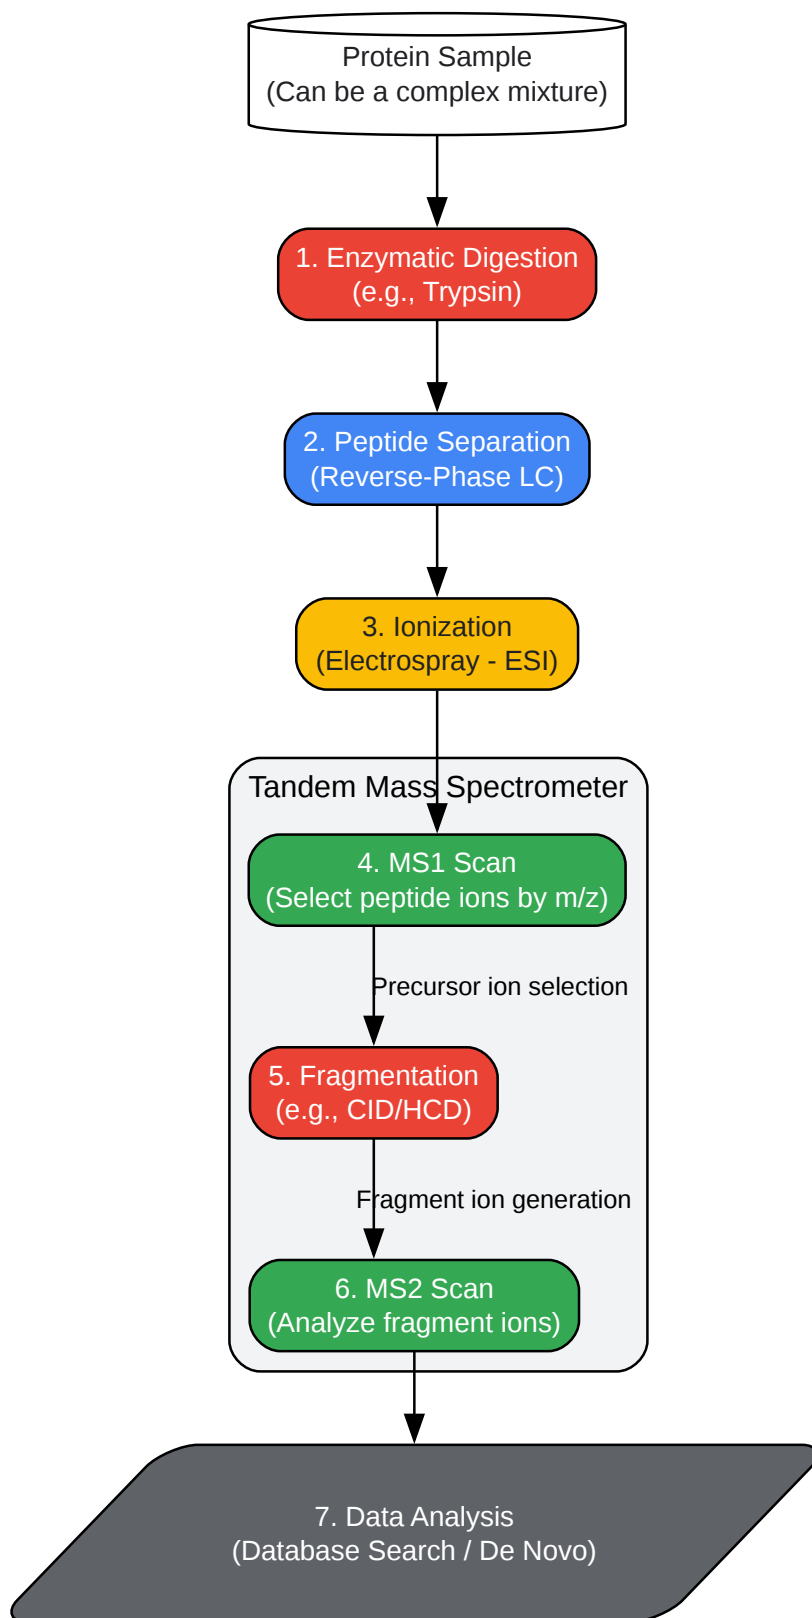 Protein Sample
(Can be a complex mixture)
1. Enzymatic Digestion
(e.g., Trypsin)
2. Peptide Separation
(Reverse-Phase LC)
3. Ionization
(Electrospray - ESI)
Tandem Mass Spectrometer
4. MS1 Scan
(Select peptide ions by m/z)
Precursor ion selection
5. Fragmentation
(e.g., CID/HCD)
Fragment ion generation
6. MS2 Scan
(Analyze fragment ions)
7. Data Analysis
(Database Search / De Novo)